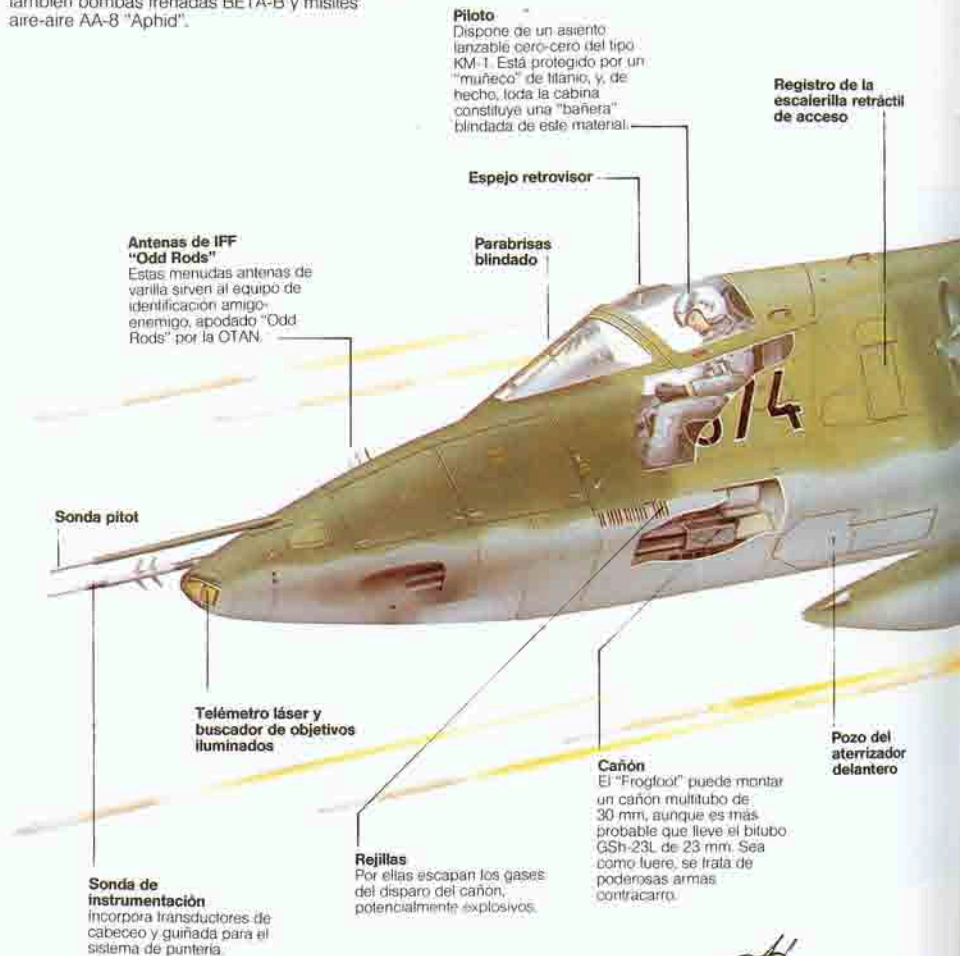 también bombas frenadas BETA-B y misiles
aire-aire AA-8 "Aphid".
Piloto
Dispone de un asiento
lanzable cero-cero del tipo
KM-1. Está protegido por un
"muñeco" de titanio, y, de
hecho, toda la cabina
constituye una "bañera"
blindada de este material.
Registro de la
escalerilla retráctil
de acceso
Espejo retrovisor
Antenas de IFF
"Odd Rods"
Estas menudas antenas de
varilla sirven al equipo de
identificación amigo-
enemigo, apodado "Odd
Rods" por la OTAN.
Parabrisas
blindado
Sonda pitot
Telémetro láser y
buscador de objetivos
iluminados
Cañón
El "Frogfoot" puede montar
un cañón multitubo de
30 mm, aunque es más
probable que lleve el bitubo
GSh-23L de 23 mm. Sea
como fuere, se trata de
poderosas armas
contracarro.
Pozo del
aterrizador
delantero
Rejillas
Por ellas escapan los gases
del disparo del cañón,
potencialmente explosivos.
Sonda de
instrumentación
Incorpora transductores de
cabeceo y guiñada para el
sistema de puntería.